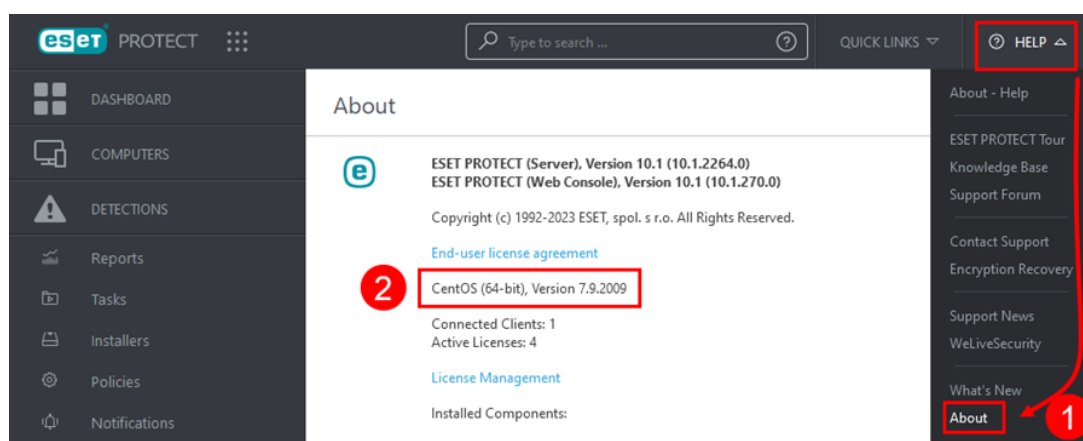 eset PROTECT
Type to search ...
?
QUICK LINKS
? HELP
DASHBOARD
COMPUTERS
DETECTIONS
Reports
Tasks
Installers
Policies
Notifications
About
e
ESET PROTECT (Server), Version 10.1 (10.1.2264.0)
ESET PROTECT (Web Console), Version 10.1 (10.1.270.0)
Copyright (c) 1992-2023 ESET, spol. s r.o. All Rights Reserved.
End-user license agreement
2
CentOS (64-bit), Version 7.9.2009
Connected Clients: 1
Active Licenses: 4
License Management
Installed Components:
About - Help
ESET PROTECT Tour
Knowledge Base
Support Forum
Contact Support
Encryption Recovery
Support News
WeLiveSecurity
What's New
About
1